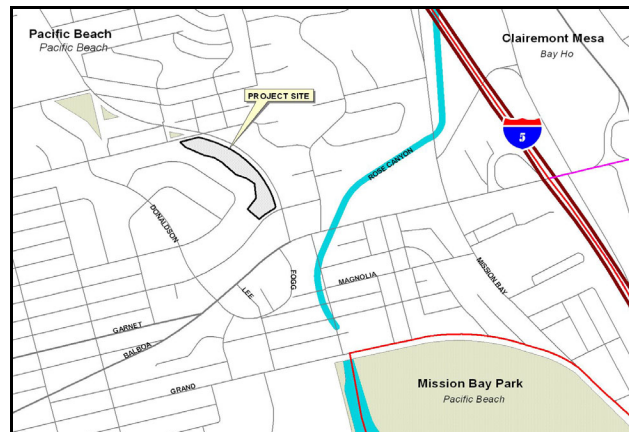 Pacific Beach
Pacific Beach
Clairemont Mesa
Bay Ho
PROJECT SITE
5
ROSE CANYON
DONALDSON
FOGG
LEE
MAGNOLIA
MISSION BAY
GARNET
BALBOA
GRAND
Mission Bay Park
Pacific Beach